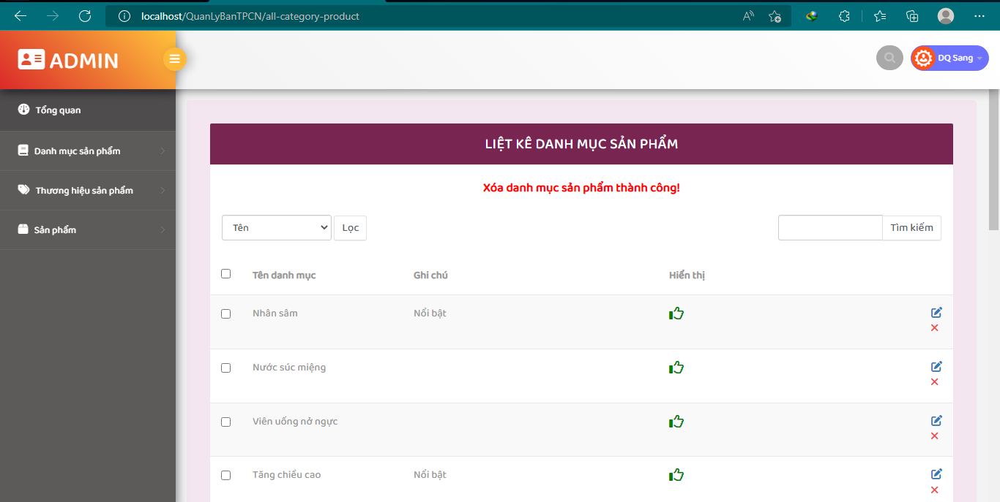 localhost/QuanLyBanTPCN/all-category-product
ADMIN
DQ Sang
Tổng quan
Danh mục sản phẩm
Thương hiệu sản phẩm
Sản phẩm
LIỆT KÊ DANH MỤC SẢN PHẨM
Xóa danh mục sản phẩm thành công!
Tên Lọc Tìm kiếm
Tên danh mục Ghi chú Hiển thị
Nhân sâm Nổi bật
Nước súc miệng
Viên uống nở ngực
Tăng chiều cao Nổi bật